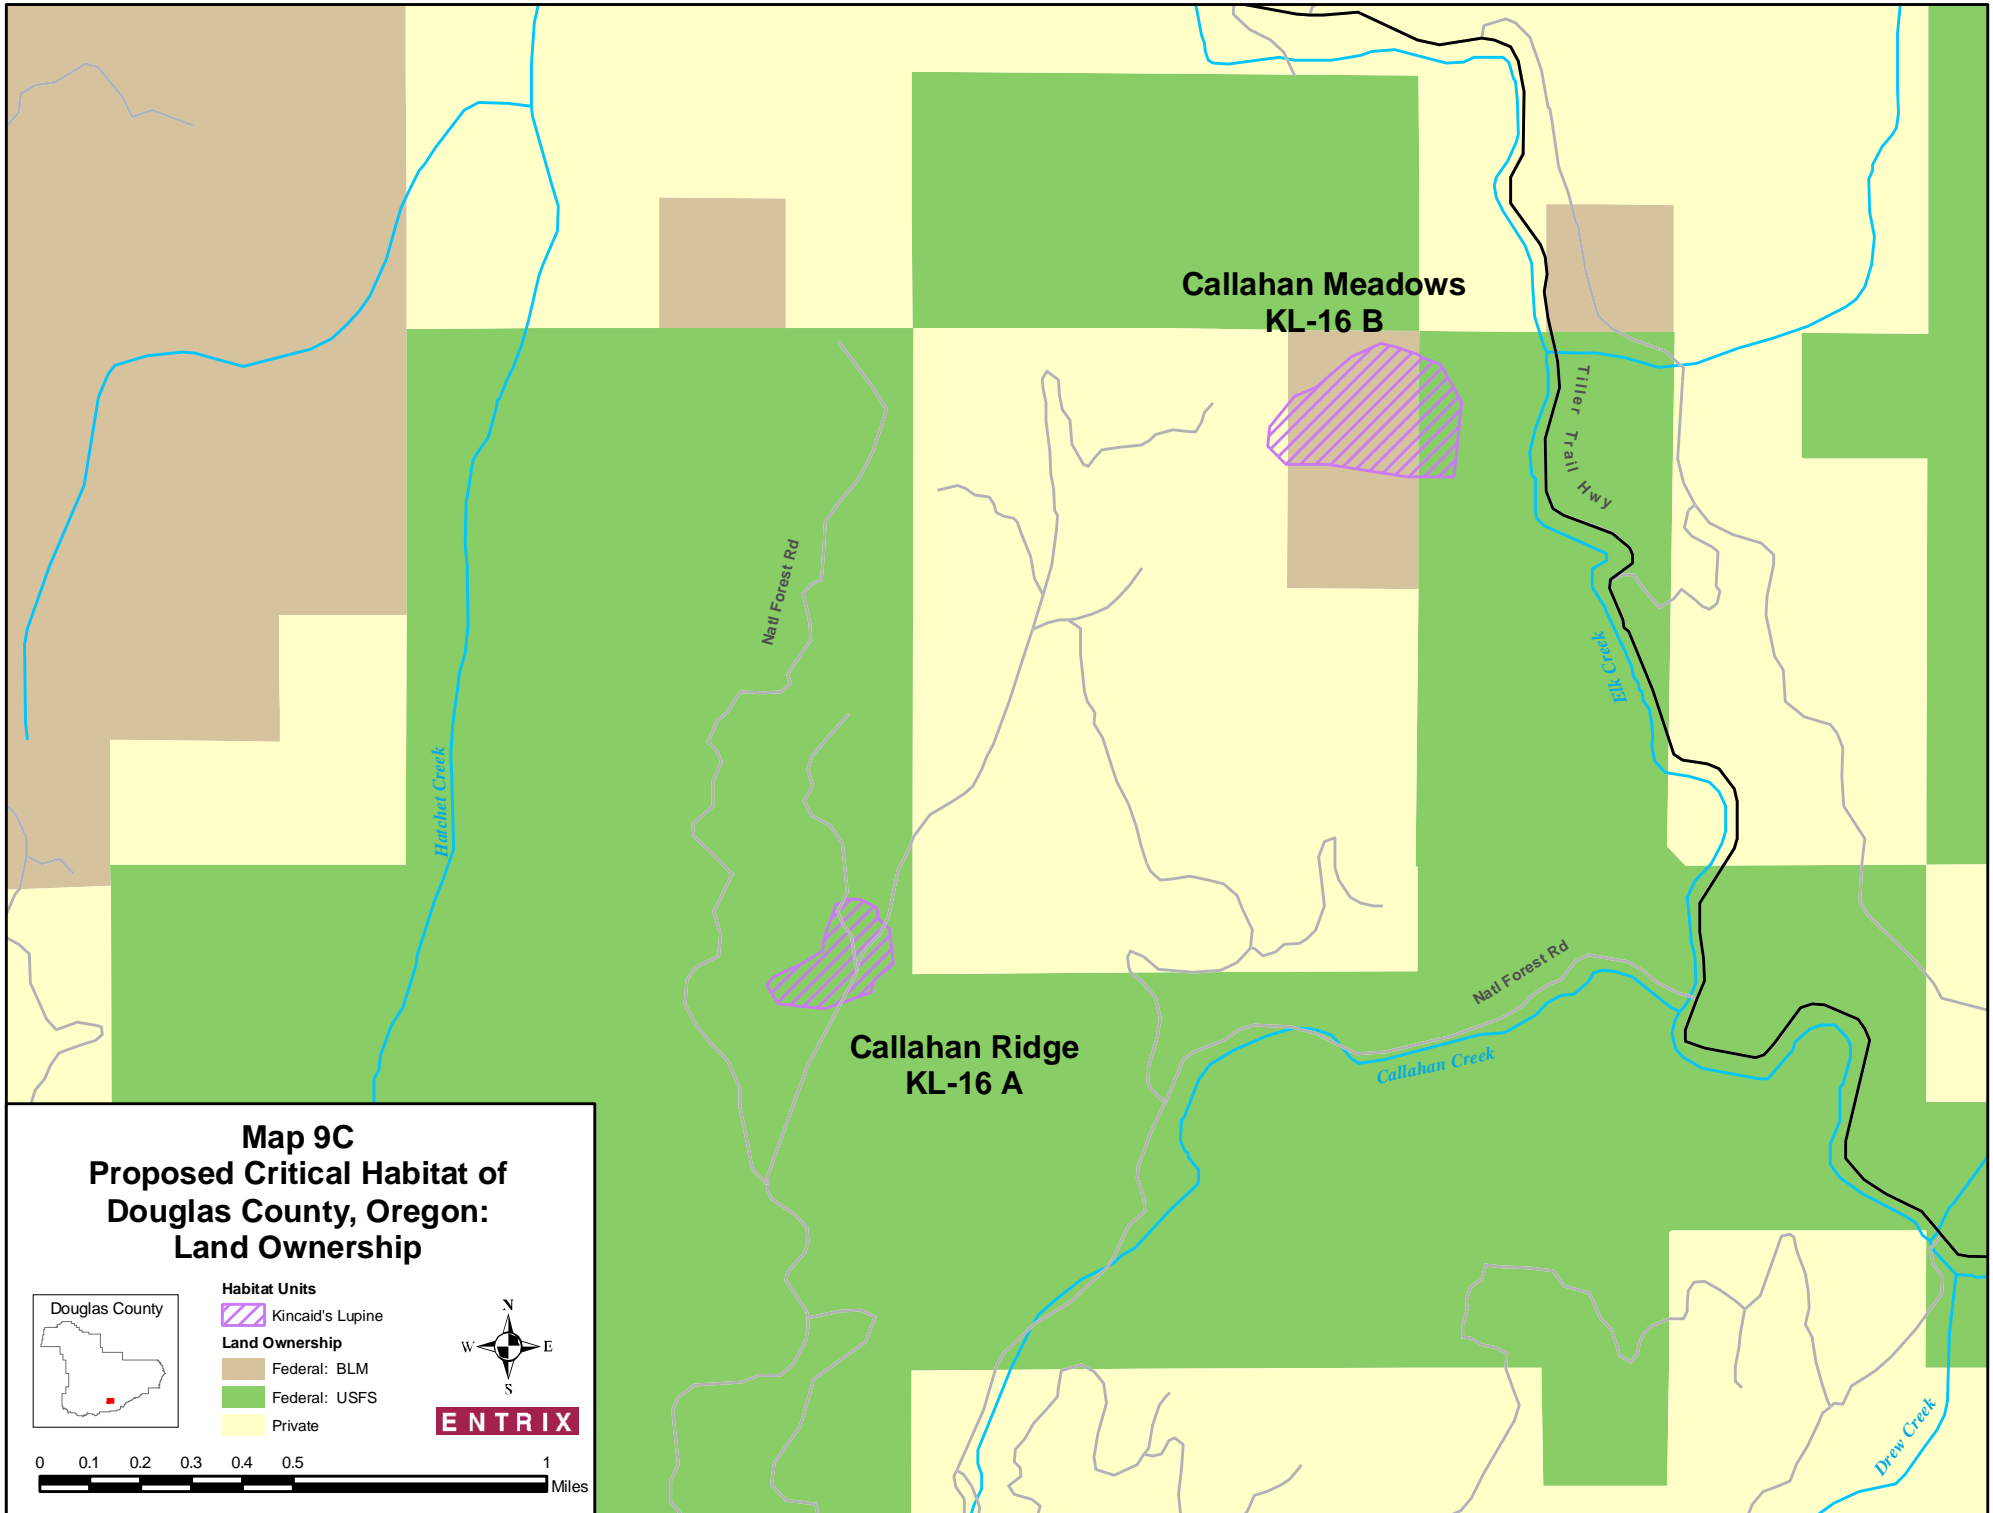 Callahan Meadows
KL-16 B
Tiller Trail Hwy
Natl Forest Rd
Elk Creek
Hatchet Creek
Natl Forest Rd
Callahan Ridge
KL-16 A
Callahan Creek
Drew Creek
Map 9C
Proposed Critical Habitat of
Douglas County, Oregon:
Land Ownership
Douglas County
Habitat Units
Kincaid's Lupine
Land Ownership
Federal: BLM
Federal: USFS
Private
N
W E
S
ENTRIX
0 0.1 0.2 0.3 0.4 0.5 1
Miles